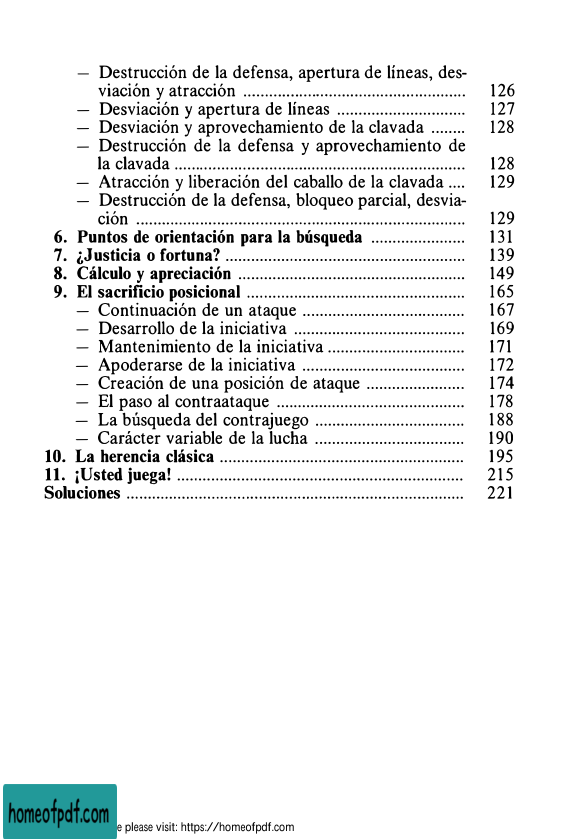 — Destrucción de la defensa, apertura de líneas, des-
viación y atracción .................................................. 126
— Desviación y apertura de líneas ............................. 127
— Desviación y aprovechamiento de la clavada ........ 128
— Destrucción de la defensa y aprovechamiento de
la clavada ................................................................. 128
— Atracción y liberación del caballo de la clavada .... 129
— Destrucción de la defensa, bloqueo parcial, desvia-
ción .......................................................................... 129
6. Puntos de orientación para la búsqueda ..................... 131
7. ¿Justicia o fortuna? ...................................................... 139
8. Cálculo y apreciación ................................................... 149
9. El sacrificio posicional ................................................. 165
— Continuación de un ataque .................................... 167
— Desarrollo de la iniciativa ...................................... 169
— Mantenimiento de la iniciativa ............................... 171
— Apoderarse de la iniciativa ..................................... 172
— Creación de una posición de ataque ...................... 174
— El paso al contraataque .......................................... 178
— La búsqueda del contrajuego .................................. 188
— Carácter variable de la lucha .................................. 190
10. La herencia clásica ....................................................... 195
11. ¡Usted juega! ................................................................. 215
Soluciones ............................................................................ 221
homeofpdf.com
e please visit: https://homeofpdf.com